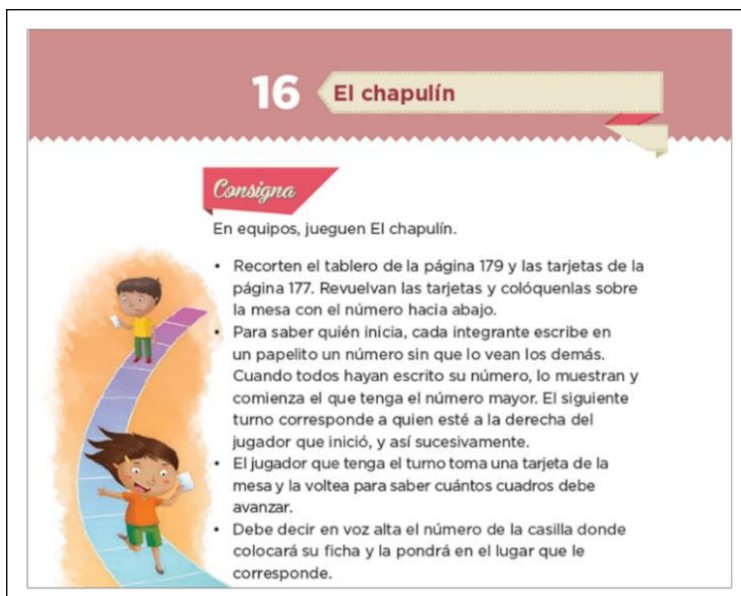 16 El chapulín
Consigna
En equipos, jueguen El chapulín.
• Recorten el tablero de la página 179 y las tarjetas de la
página 177. Revuelvan las tarjetas y colóquenlas sobre
la mesa con el número hacia abajo.
• Para saber quién inicia, cada integrante escribe en
un papelito un número sin que lo vean los demás.
Cuando todos hayan escrito su número, lo muestran y
comienza el que tenga el número mayor. El siguiente
turno corresponde a quien esté a la derecha del
jugador que inició, y así sucesivamente.
• El jugador que tenga el turno toma una tarjeta de la
mesa y la voltea para saber cuántos cuadros debe
avanzar.
• Debe decir en voz alta el número de la casilla donde
colocará su ficha y la pondrá en el lugar que le
corresponde.